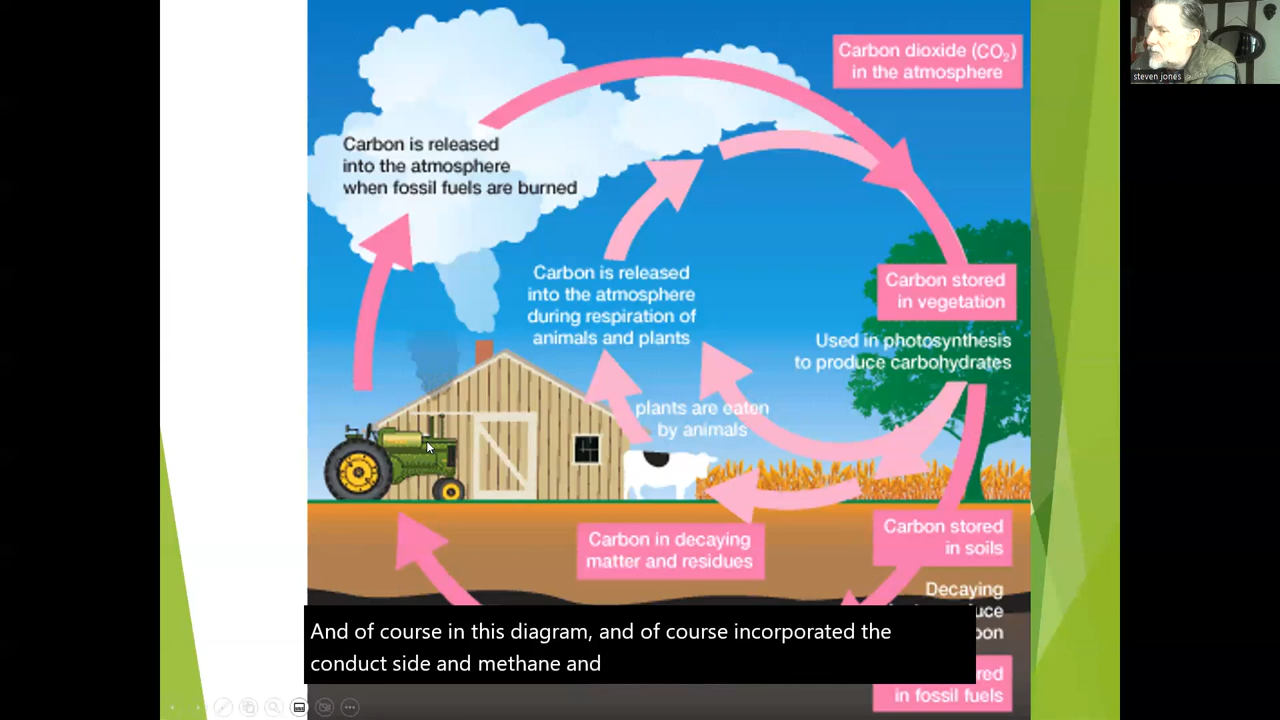 steven jones
Carbon dioxide (CO₂)
in the atmosphere
Carbon is released
into the atmosphere
when fossil fuels are burned
Carbon is released
into the atmosphere
during respiration of
animals and plants
Carbon stored
in vegetation
Used in photosynthesis
to produce carbohydrates
plants are eaten
by animals
Carbon in decaying
matter and residues
Carbon stored
in soils
Decaying
And of course in this diagram, and of course incorporated the
conduct side and methane and
in fossil fuels